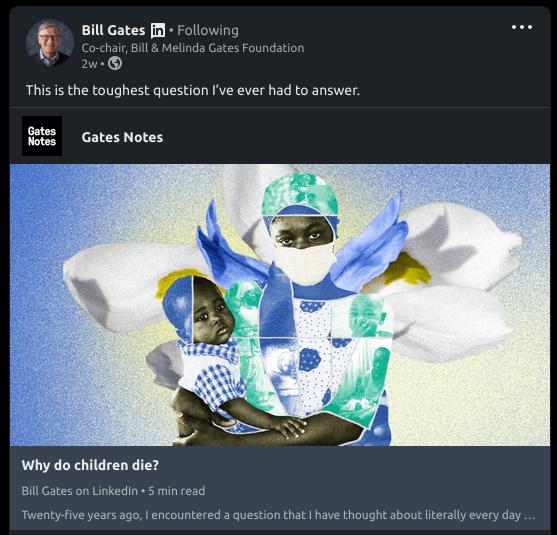 Bill Gates in • Following
Co-chair, Bill & Melinda Gates Foundation
2w •
This is the toughest question I’ve ever had to answer.
Gates
Notes
Gates Notes
Why do children die?
Bill Gates on LinkedIn • 5 min read
Twenty-five years ago, I encountered a question that I have thought about literally every day ...